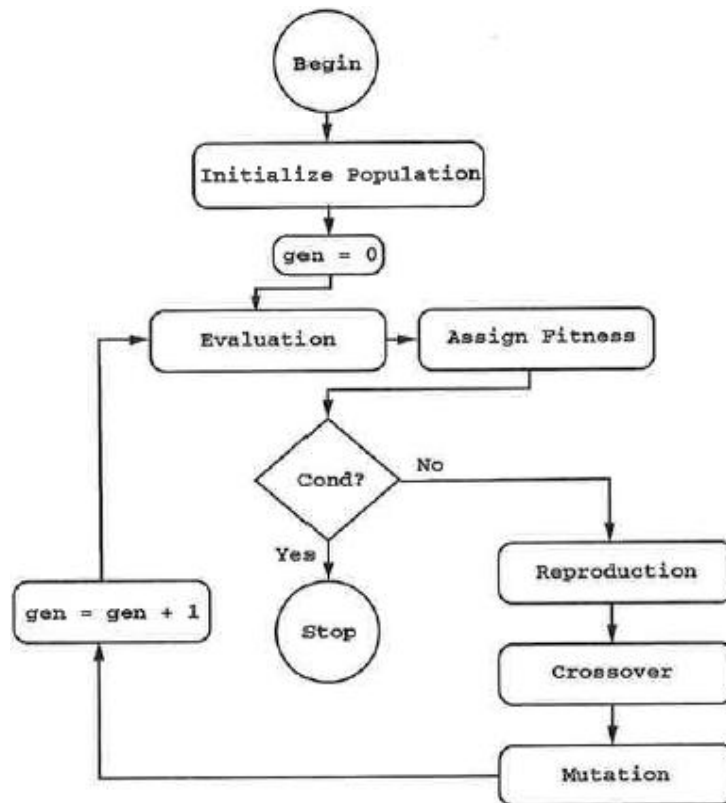 Begin
Initialize Population
gen = 0
Evaluation
Assign Fitness
Cond?
No
Yes
Reproduction
gen = gen + 1
Stop
Crossover
Mutation